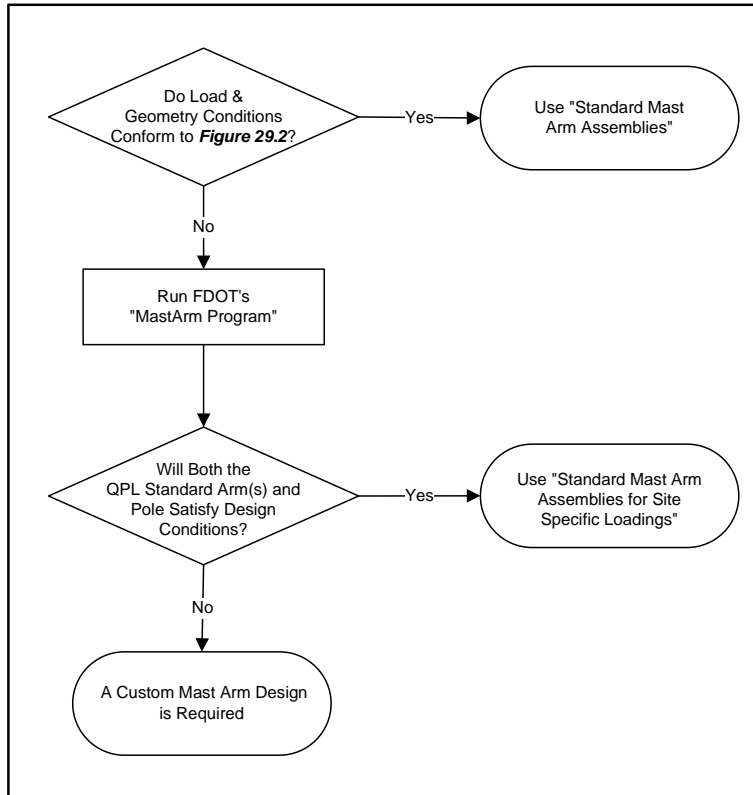 Do Load &
Geometry Conditions
Conform to Figure 29.2?
Yes
Use "Standard Mast
Arm Assemblies"
No
Run FDOT's
"MastArm Program"
Will Both the
QPL Standard Arm(s) and
Pole Satisfy Design
Conditions?
Yes
Use "Standard Mast Arm
Assemblies for Site
Specific Loadings"
No
A Custom Mast Arm Design
is Required